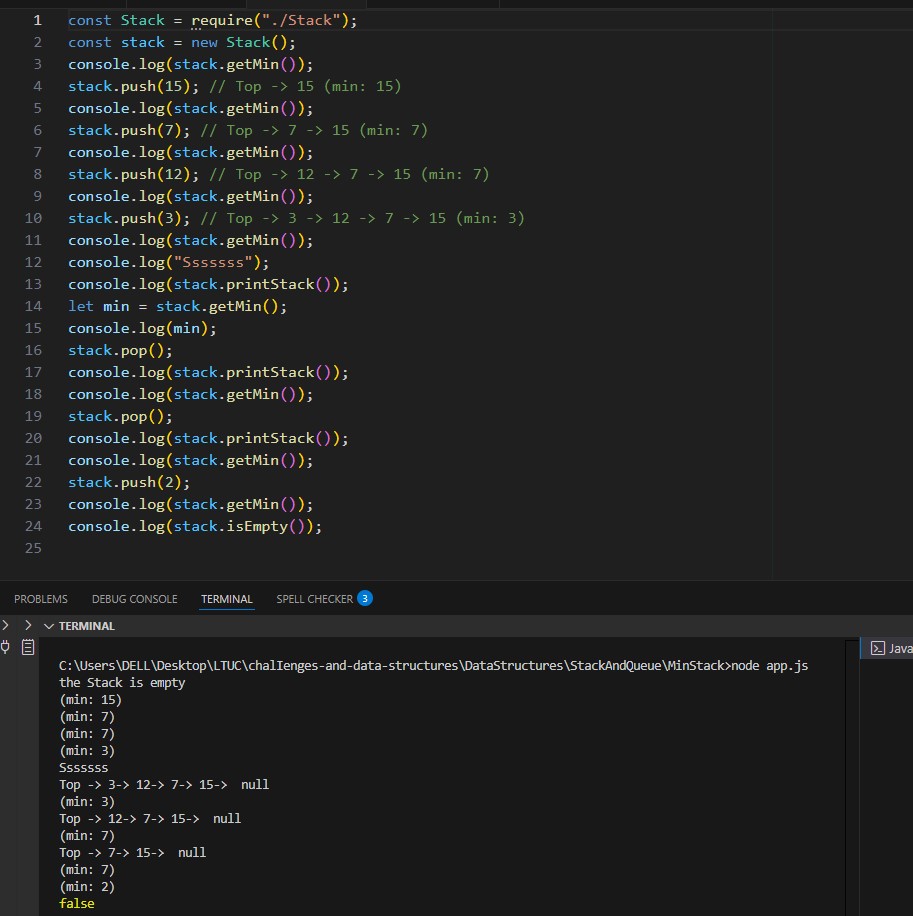 1 const Stack = require("./Stack");
2 const stack = new Stack();
3 console.log(stack.getMin());
4 stack.push(15); // Top -> 15 (min: 15)
5 console.log(stack.getMin());
6 stack.push(7); // Top -> 7 -> 15 (min: 7)
7 console.log(stack.getMin());
8 stack.push(12); // Top -> 12 -> 7 -> 15 (min: 7)
9 console.log(stack.getMin());
10 stack.push(3); // Top -> 3 -> 12 -> 7 -> 15 (min: 3)
11 console.log(stack.getMin());
12 console.log("Sssssss");
13 console.log(stack.printStack());
14 let min = stack.getMin();
15 console.log(min);
16 stack.pop();
17 console.log(stack.printStack());
18 console.log(stack.getMin());
19 stack.pop();
20 console.log(stack.printStack());
21 console.log(stack.getMin());
22 stack.push(2);
23 console.log(stack.getMin());
24 console.log(stack.isEmpty());
25
PROBLEMS DEBUG CONSOLE TERMINAL SPELL CHECKER 3
TERMINAL
Java
C:\Users\DELL\Desktop\LTUC\chalIenges-and-data-structures\DataStructures\StackAndQueue\MinStack>node app.js
the Stack is empty
(min: 15)
(min: 7)
(min: 7)
(min: 3)
Sssssss
Top -> 3-> 12-> 7-> 15->  null
(min: 3)
Top -> 12-> 7-> 15->  null
(min: 7)
Top -> 7-> 15->  null
(min: 7)
(min: 2)
false